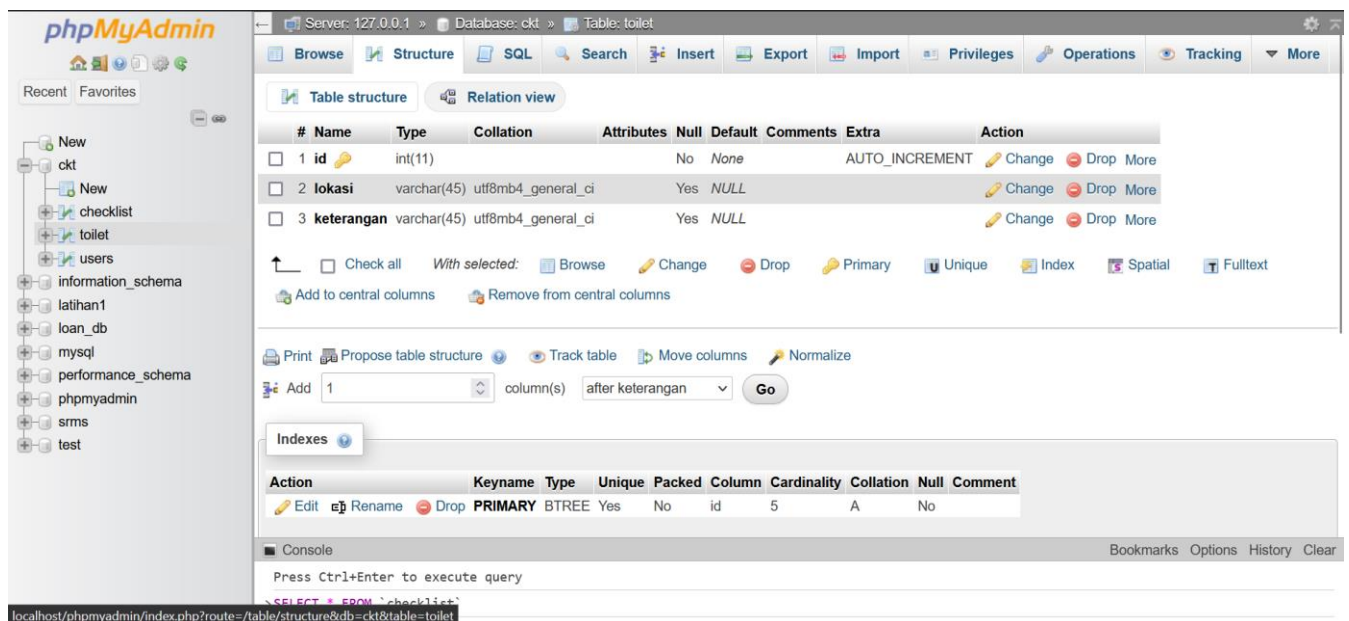 phpMyAdmin
Recent Favorites
New
ckt
New
checklist
toilet
users
information_schema
latihan1
loan_db
mysql
performance_schema
phpmyadmin
srms
test
Server: 127.0.0.1 » Database: ckt » Table: toilet
Browse Structure SQL Search Insert Export Import Privileges Operations Tracking More
Table structure Relation view
# Name Type Collation Attributes Null Default Comments Extra Action
1 id int(11) No None AUTO_INCREMENT Change Drop More
2 lokasi varchar(45) utf8mb4_general_ci Yes NULL Change Drop More
3 keterangan varchar(45) utf8mb4_general_ci Yes NULL Change Drop More
Check all With selected: Browse Change Drop Primary Unique Index Spatial Fulltext
Add to central columns Remove from central columns
Print Propose table structure Track table Move columns Normalize
Add 1 column(s) after keterangan Go
Indexes
Action Keyname Type Unique Packed Column Cardinality Collation Null Comment
Edit Rename Drop PRIMARY BTREE Yes No id 5 A No
Console Bookmarks Options History Clear
Press Ctrl+Enter to execute query
>SELECT * FROM `checklist`
localhost/phpmyadmin/index.php?route=/table/structure&db=ckt&table=toilet